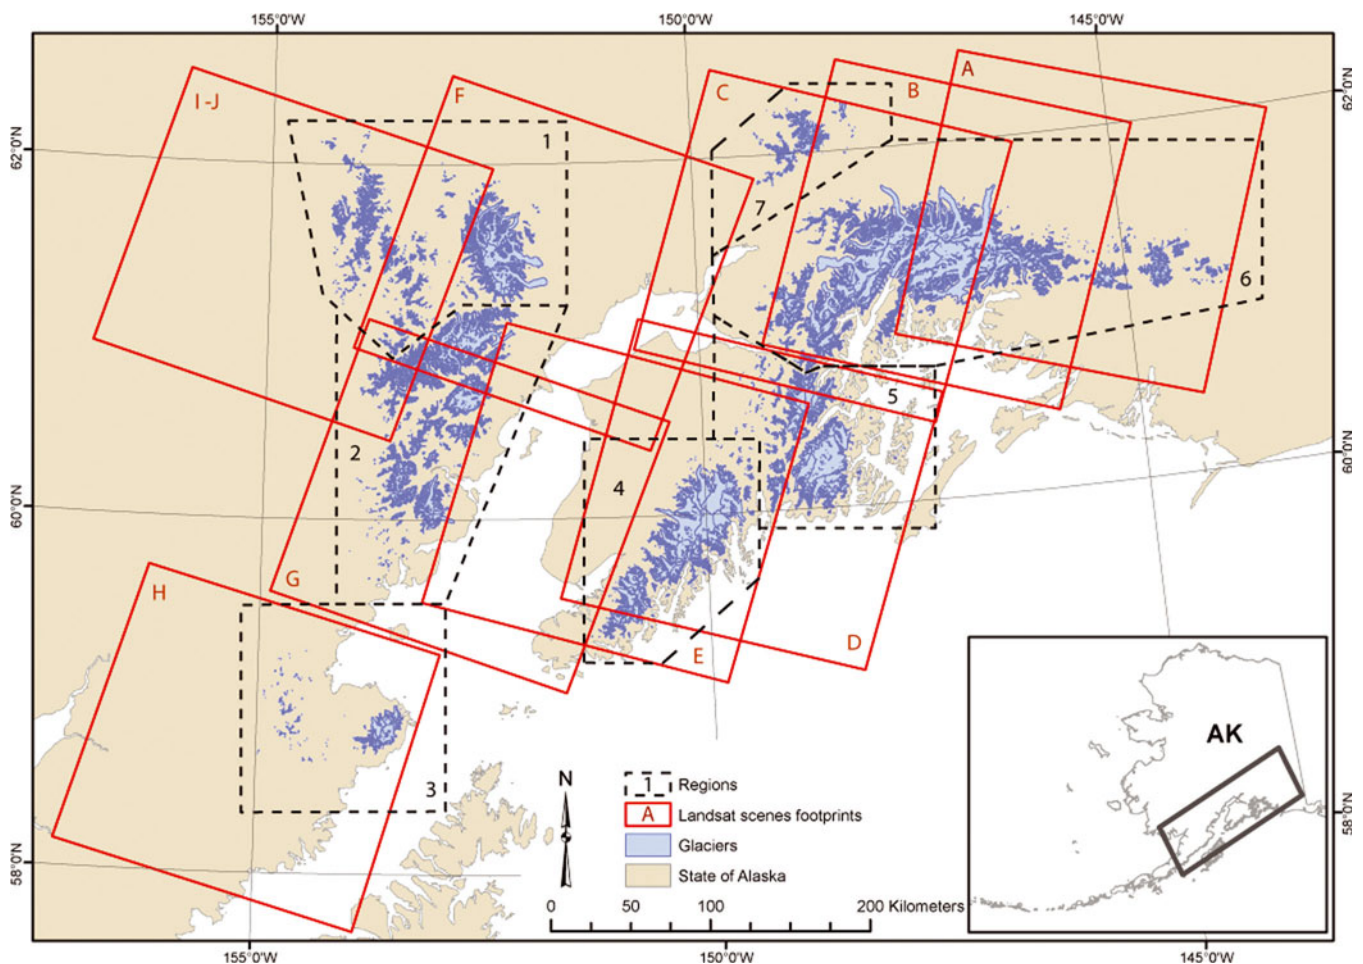 155°0'W 150°0'W 145°0'W
62°0'N
62°0'N
60°0'N
60°0'N
58°0'N
58°0'N
A
B
C
F
I -J
1
7
6
5
2
4
G
H
D
E
3
AK
N
1 Regions
A Landsat scenes footprints
Glaciers
State of Alaska
0 50 100 200 Kilometers
155°0'W 150°0'W 145°0'W